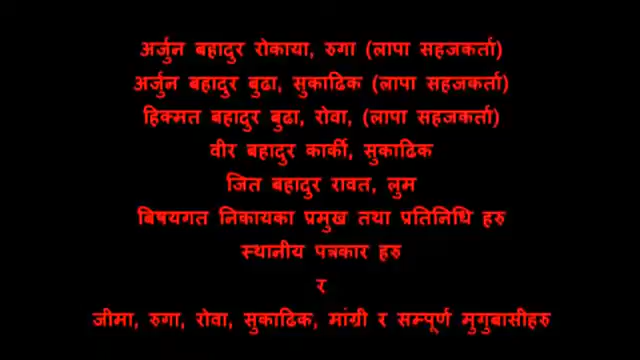 अर्जुन बहादुर रोकाया, रुगा (लापा सहजकर्ता)
अर्जुन बहादुर बुढा, सुकाढिक (लापा सहजकर्ता)
हिक्मत बहादुर बुढा, रोवा, (लापा सहजकर्ता)
वीर बहादुर कार्की, सुकाढिक
जित बहादुर रावत, लुम
बिषयगत निकायका प्रमुख तथा प्रतिनिधि हरु
स्थानीय पत्रकार हरु
र
जीमा, रुगा, रोवा, सुकाढिक, मांग्री र सम्पूर्ण मुगुबासीहरु